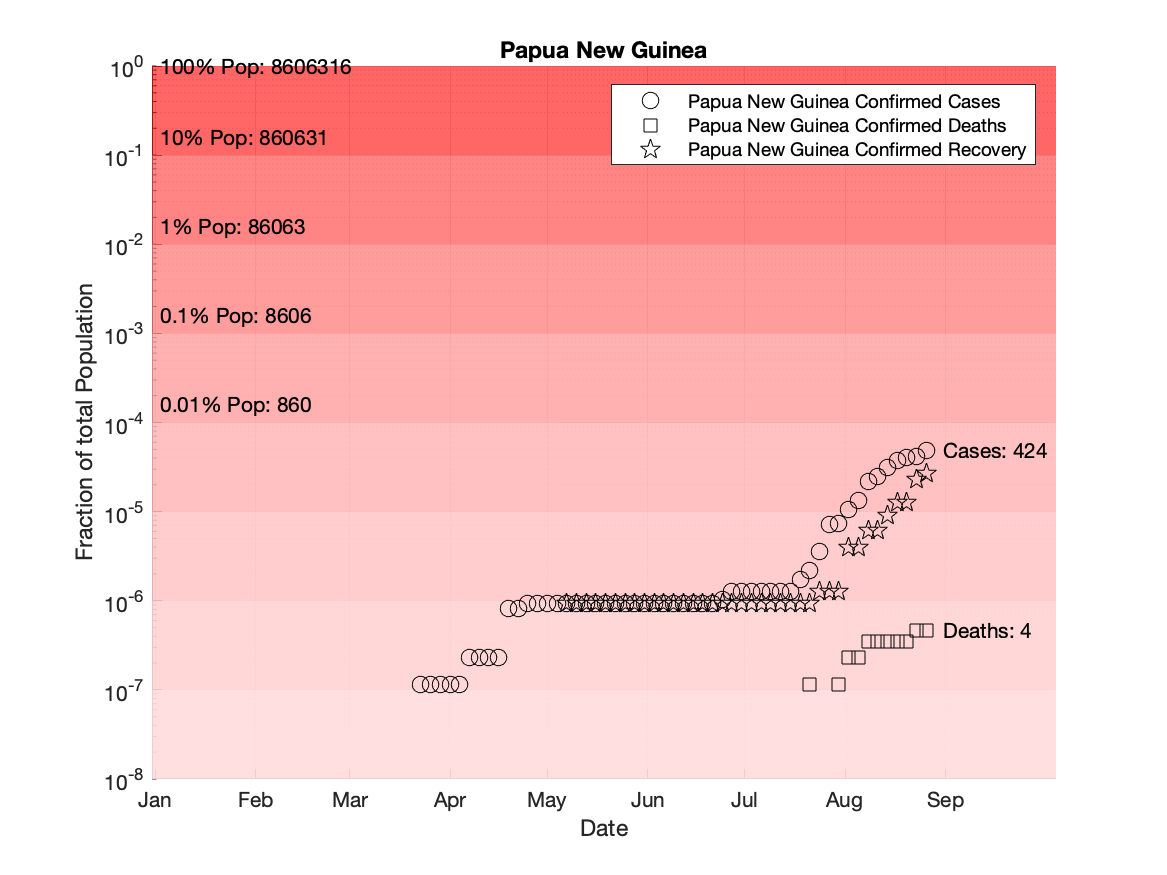 Papua New Guinea
10^0
100% Pop: 8606316
Papua New Guinea Confirmed Cases
Papua New Guinea Confirmed Deaths
Papua New Guinea Confirmed Recovery
10% Pop: 860631
10^-1
1% Pop: 86063
10^-2
0.1% Pop: 8606
10^-3
0.01% Pop: 860
10^-4
Cases: 424
10^-5
10^-6
Deaths: 4
10^-7
10^-8
Fraction of total Population
Jan Feb Mar Apr May Jun Jul Aug Sep
Date